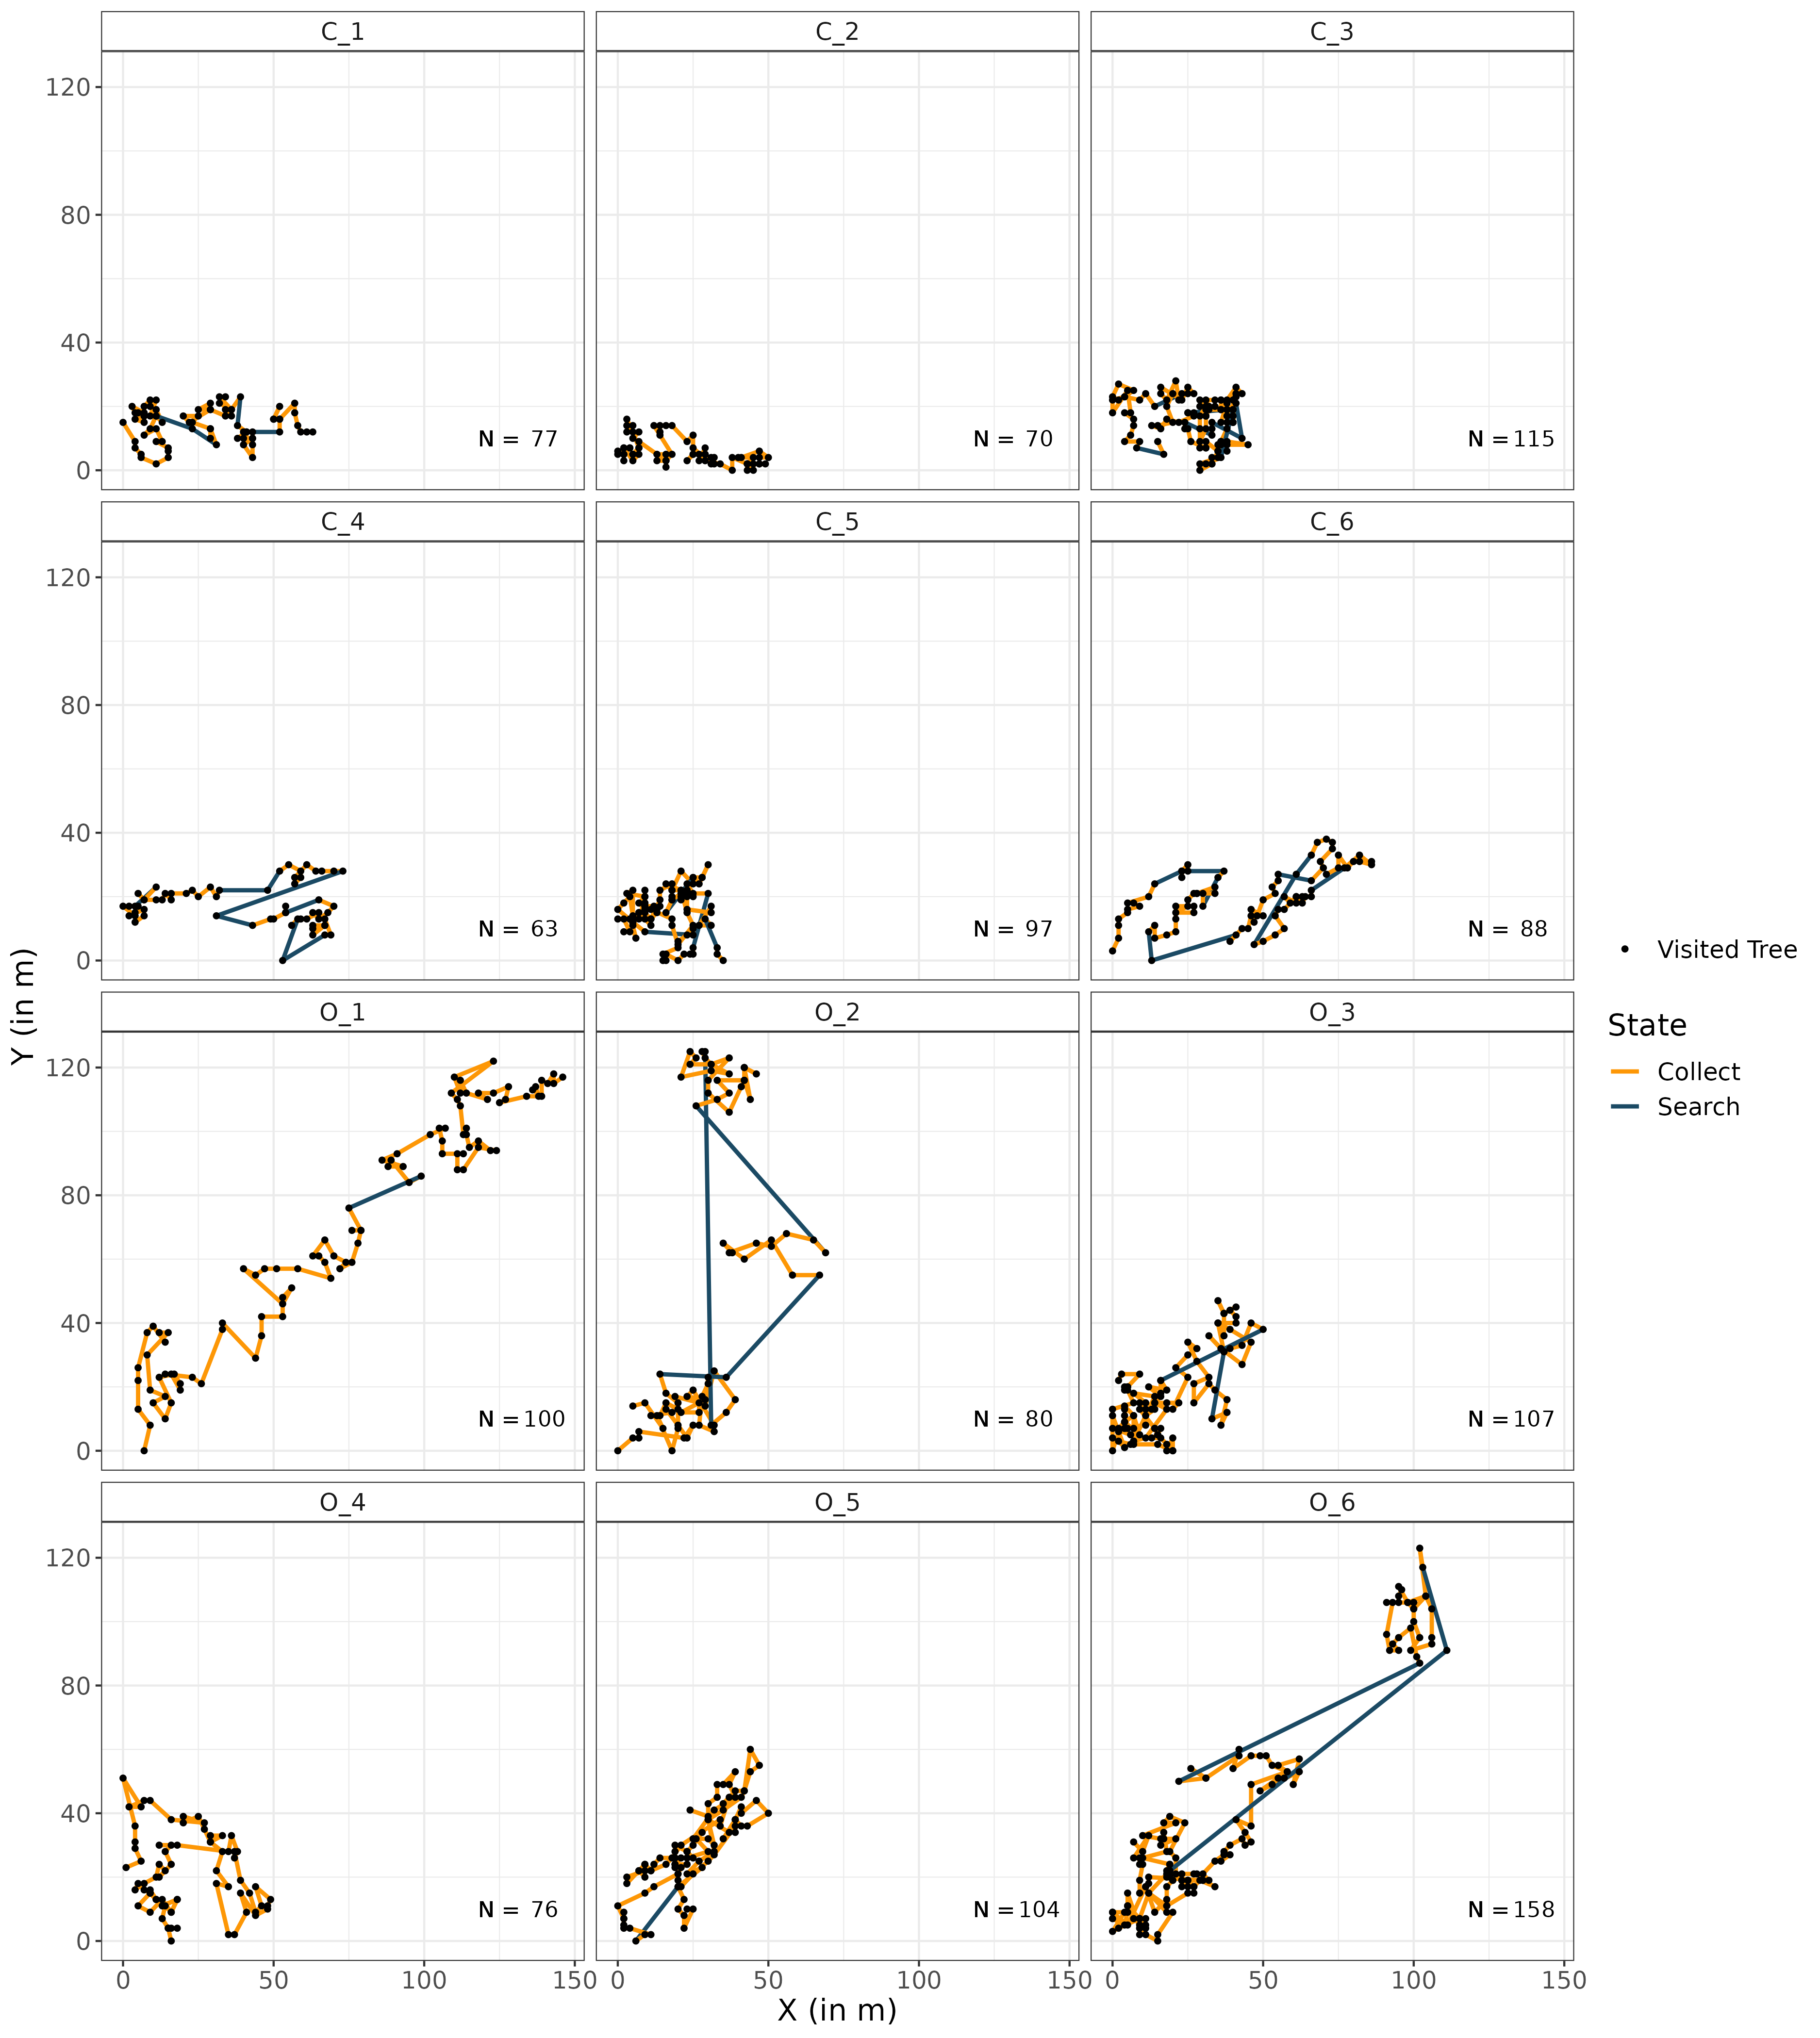 C_1
C_2
C_3
120
80
40
0
N = 77
N = 70
N = 115
C_4
C_5
C_6
120
80
40
0
N = 63
N = 97
N = 88
O_1
O_2
O_3
120
80
40
0
N = 100
N = 80
N = 107
O_4
O_5
O_6
120
80
40
0
N = 76
N = 104
N = 158
0 50 100 150
0 50 100 150
0 50 100 150
X (in m)
Y (in m)
Visited Tree
State
Collect
Search